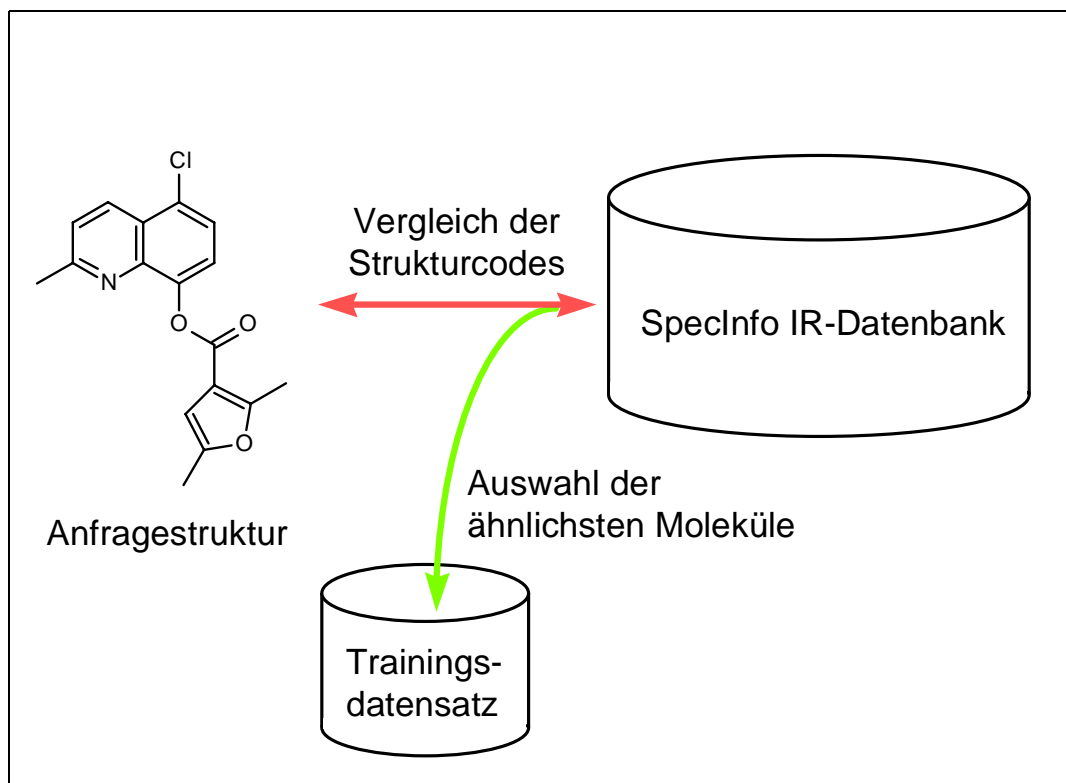 Cl
N
O
O
O
Anfragestruktur
Vergleich der
Strukturcodes
SpecInfo IR-Datenbank
Auswahl der
ähnlichsten Moleküle
Trainings-
datensatz